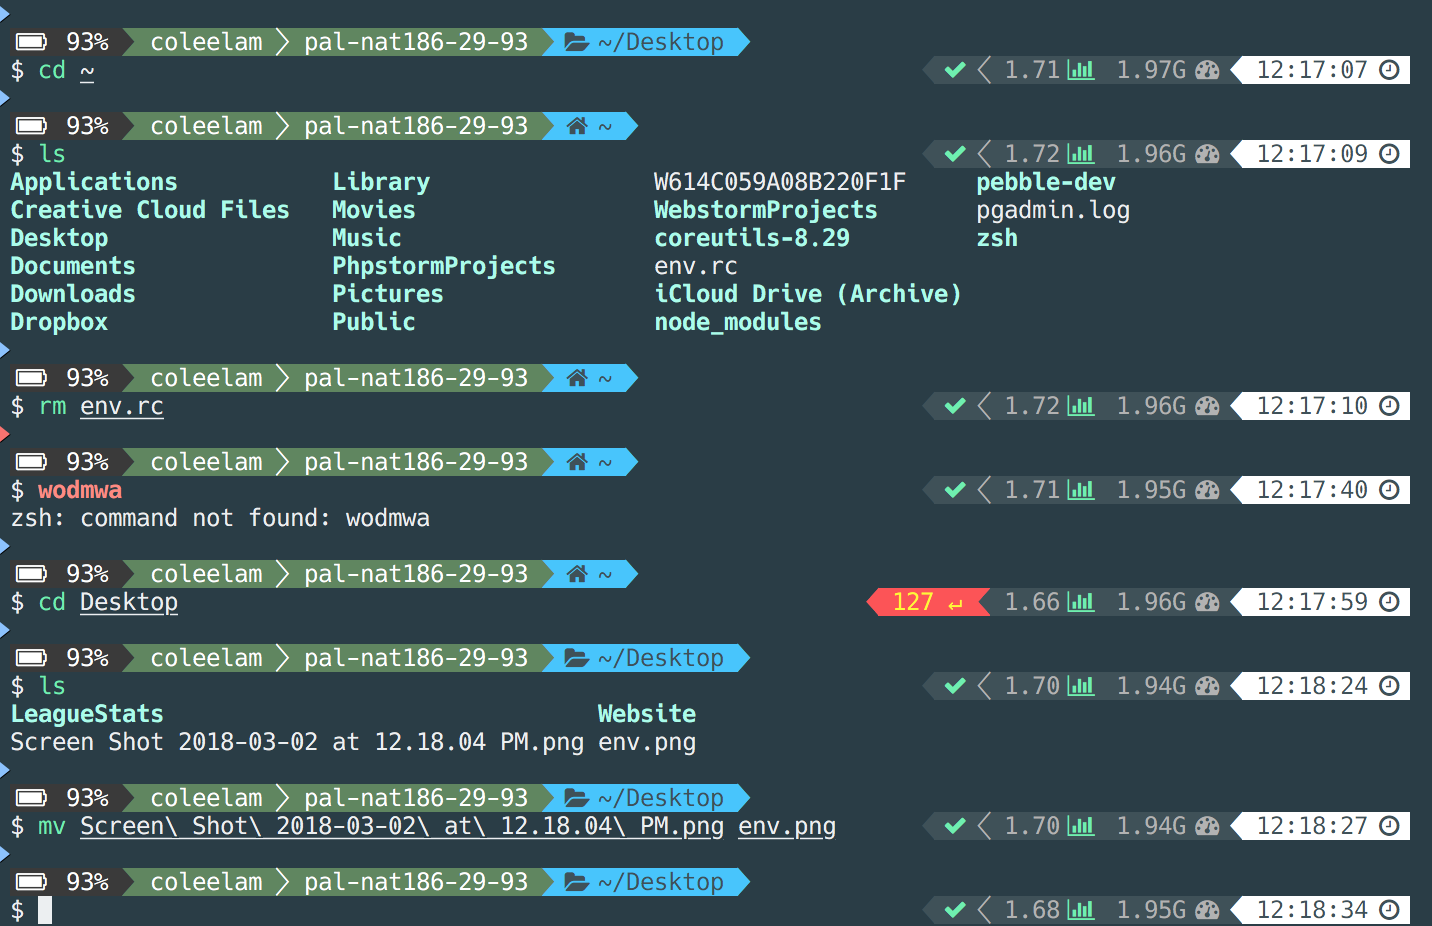 93% coleelam pal-nat186-29-93 ~/Desktop
$ cd ~ 1.71 1.97G 12:17:07
93% coleelam pal-nat186-29-93 ~
$ ls 1.72 1.96G 12:17:09
Applications Library W614C059A08B220F1F pebble-dev
Creative Cloud Files Movies WebstormProjects pgadmin.log
Desktop Music coreutils-8.29 zsh
Documents PhpstormProjects env.rc
Downloads Pictures iCloud Drive (Archive)
Dropbox Public node_modules
93% coleelam pal-nat186-29-93 ~
$ rm env.rc 1.72 1.96G 12:17:10
93% coleelam pal-nat186-29-93 ~
$ wodmwa 1.71 1.95G 12:17:40
zsh: command not found: wodmwa
93% coleelam pal-nat186-29-93 ~
$ cd Desktop 127 ↵ 1.66 1.96G 12:17:59
93% coleelam pal-nat186-29-93 ~/Desktop
$ ls 1.70 1.94G 12:18:24
LeagueStats Website
Screen Shot 2018-03-02 at 12.18.04 PM.png env.png
93% coleelam pal-nat186-29-93 ~/Desktop
$ mv Screen\ Shot\ 2018-03-02\ at\ 12.18.04\ PM.png env.png 1.70 1.94G 12:18:27
93% coleelam pal-nat186-29-93 ~/Desktop
$ 1.68 1.95G 12:18:34